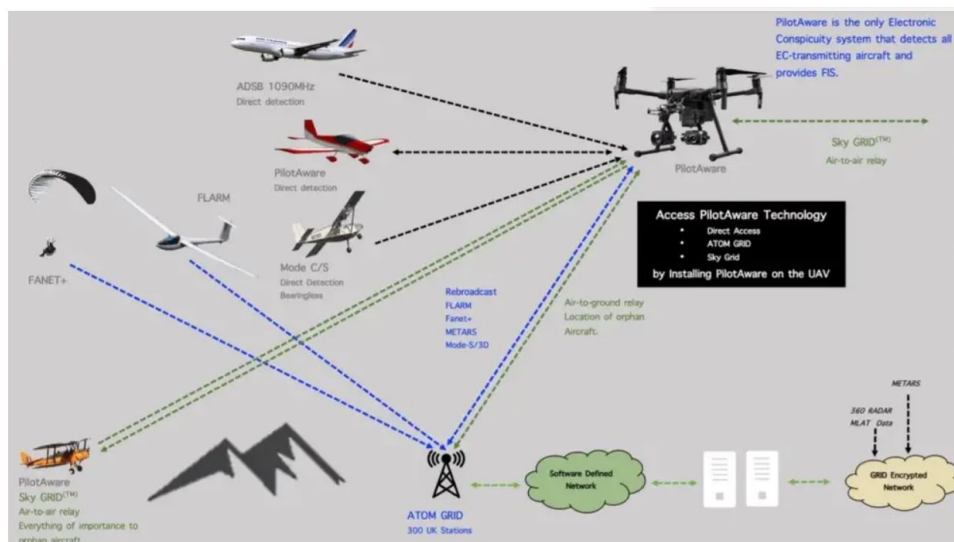 PilotAware is the only Electronic
Conspicuity system that detects all
EC-transmitting aircraft and
provides FIS.
ADSB 1090MHz
Direct detection
PilotAware
Direct detection
FLARM
FANET+
Mode C/S
Direct Detection
Bearingless
PilotAware
Sky GRID(TM)
Air-to-air relay
Access PilotAware Technology
• Direct Access
• ATOM GRID
• Sky Grid
by Installing PilotAware on the UAV
Rebroadcast
FLARM
Fanet+
METARS
Mode-S/3D
Air-to-ground relay
Location of orphan
Aircraft.
METARS
360 RADAR
MLAT Data
PilotAware
Sky GRID(TM)
Air-to-air relay
Everything of importance to
orphan aircraft
ATOM GRID
300 UK Stations
Software Defined
Network
GRID Encrypted
Network